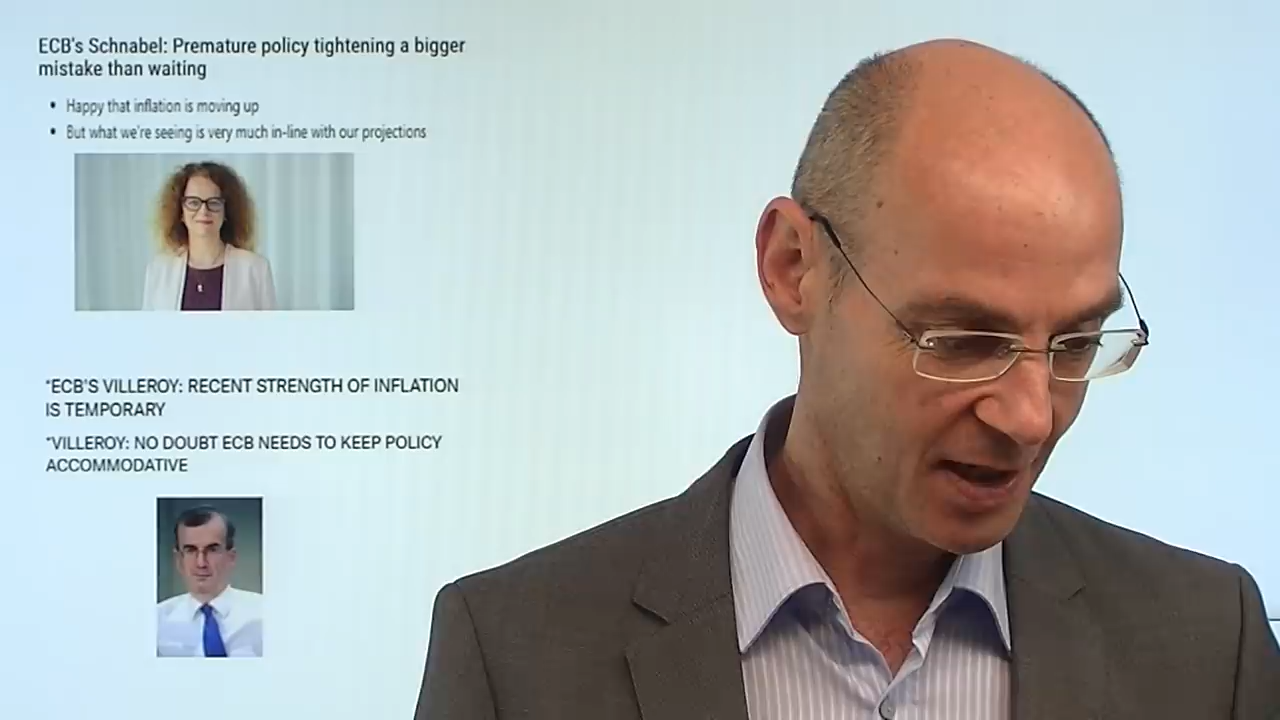 ECB's Schnabel: Premature policy tightening a bigger
mistake than waiting
• Happy that inflation is moving up
• But what we're seeing is very much in-line with our projections
*ECB'S VILLEROY: RECENT STRENGTH OF INFLATION
IS TEMPORARY
*VILLEROY: NO DOUBT ECB NEEDS TO KEEP POLICY
ACCOMMODATIVE